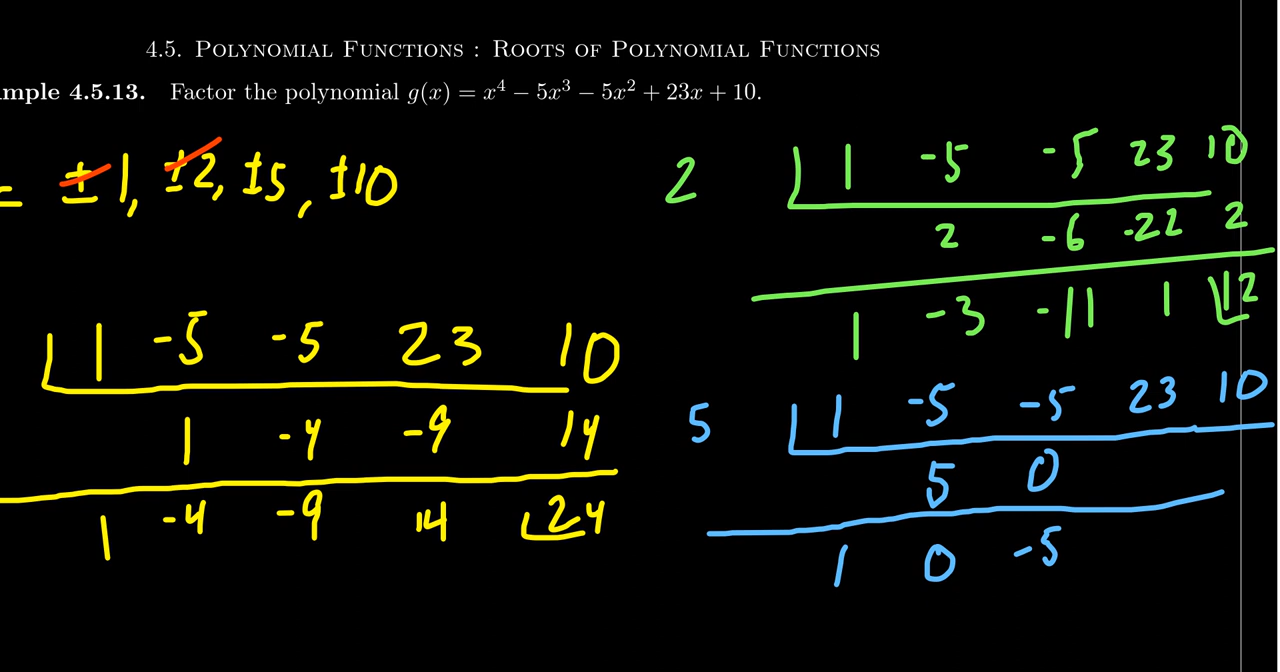 4.5. POLYNOMIAL FUNCTIONS : ROOTS OF POLYNOMIAL FUNCTIONS
mple 4.5.13. Factor the polynomial g(x) = x⁴ − 5x³ − 5x² + 23x + 10.
= ±1, ±2, ±5, ±10
2 | 1 -5 -5 23 10
2 -6 -22 2
1 -3 -11 1 12
1 -5 -5 23 10
1 -4 -9 14
1 -4 -9 14 24
5 | 1 -5 -5 23 10
5 0
1 0 -5